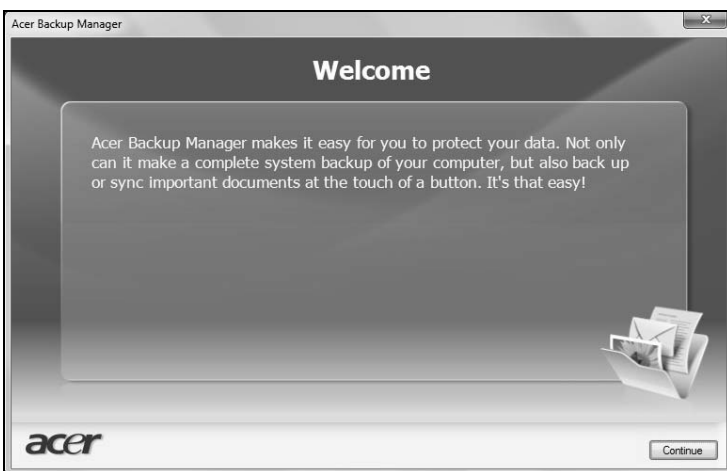 Acer Backup Manager
x
Welcome
Acer Backup Manager makes it easy for you to protect your data. Not only
can it make a complete system backup of your computer, but also back up
or sync important documents at the touch of a button. It's that easy!
acer
Continue